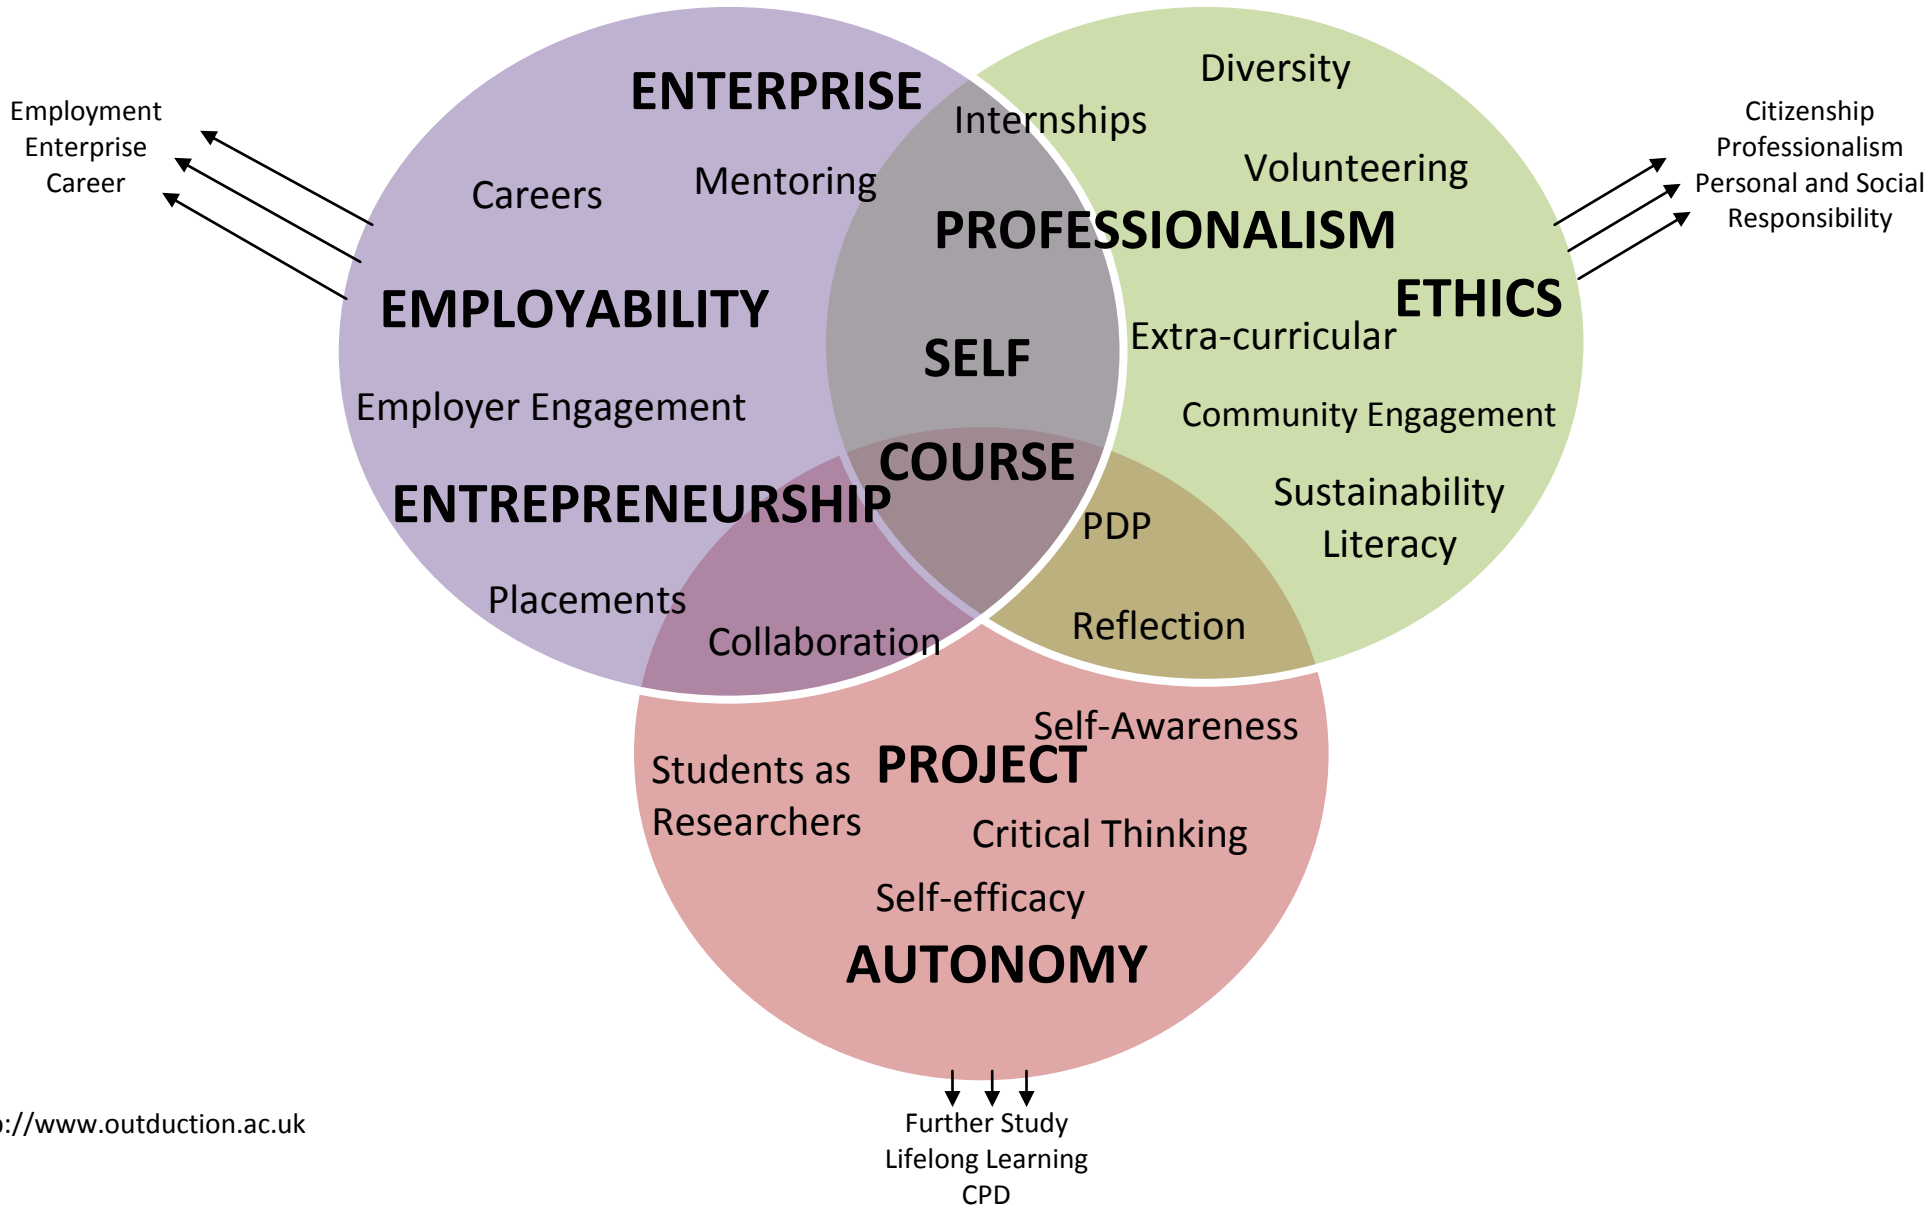 ENTERPRISE
Diversity
Internships
Employment
Enterprise
Career
Citizenship
Professionalism
Personal and Social
Responsibility
Careers
Mentoring
Volunteering
PROFESSIONALISM
EMPLOYABILITY
ETHICS
SELF
Extra-curricular
Employer Engagement
Community Engagement
COURSE
ENTREPRENEURSHIP
Sustainability
Literacy
PDP
Placements
Collaboration
Reflection
Self-Awareness
Students as
Researchers
PROJECT
Critical Thinking
Self-efficacy
AUTONOMY
p://www.outduction.ac.uk
Further Study
Lifelong Learning
CPD